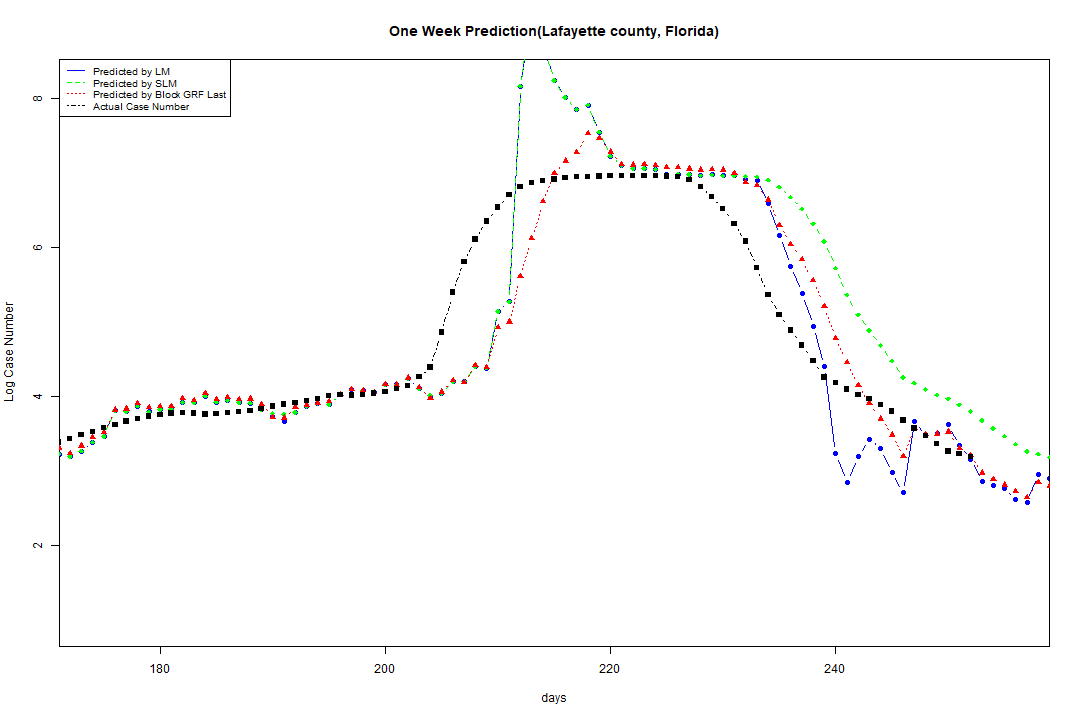 One Week Prediction(Lafayette county, Florida)
Predicted by LM
Predicted by SLM
Predicted by Block GRF Last
Actual Case Number
8
6
4
2
Log Case Number
180 200 220 240
days